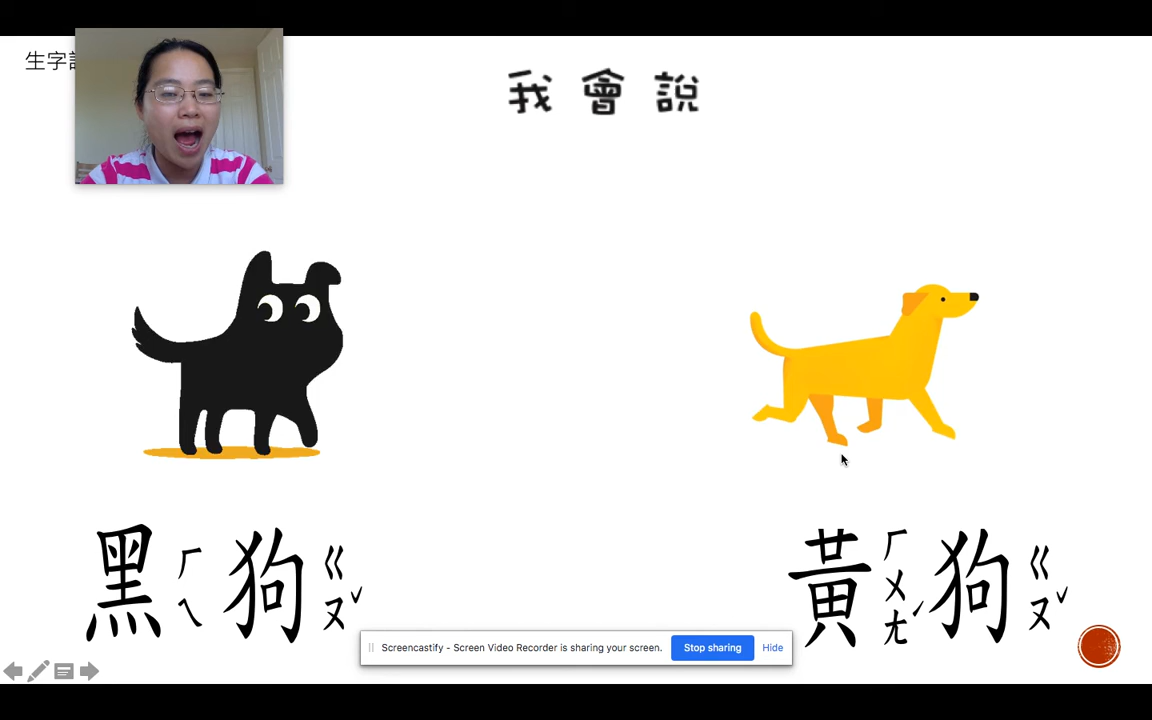 生字
我會說
黑ㄏㄟ狗ㄍㄡˇ
黃ㄏㄨㄤˊ狗ㄍㄡˇ
Screencastify - Screen Video Recorder is sharing your screen. Stop sharing Hide